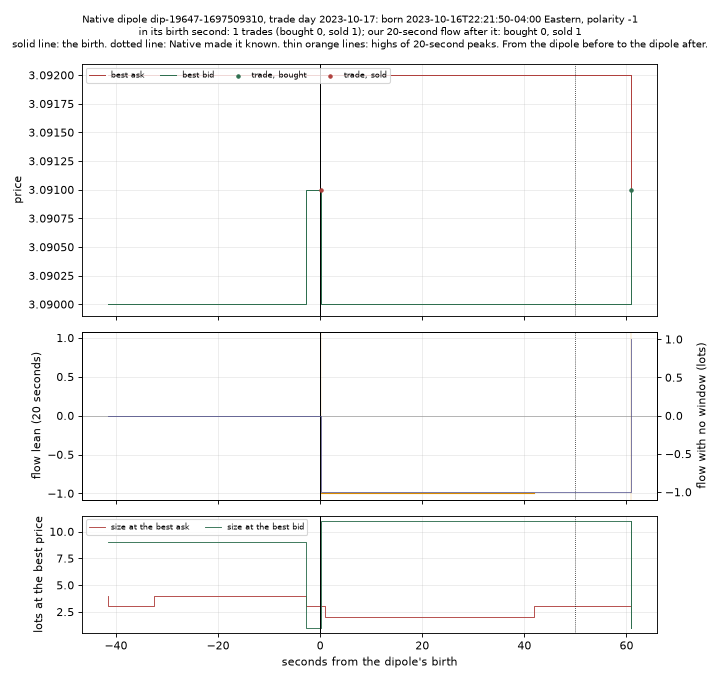 Native dipole dip-19647-1697509310, trade day 2023-10-17: born 2023-10-16T22:21:50-04:00 Eastern, polarity -1
in its birth second: 1 trades (bought 0, sold 1); our 20-second flow after it: bought 0, sold 1
solid line: the birth. dotted line: Native made it known. thin orange lines: highs of 20-second peaks. From the dipole before to the dipole after.
best ask best bid trade, bought trade, sold
3.09200
3.09175
3.09150
3.09125
3.09100
3.09075
3.09050
3.09025
3.09000
price
1.0
0.5
0.0
−0.5
−1.0
flow lean (20 seconds)
1.0
0.5
0.0
−0.5
−1.0
flow with no window (lots)
size at the best ask size at the best bid
10.0
7.5
5.0
2.5
lots at the best price
−40 −20 0 20 40 60
seconds from the dipole's birth